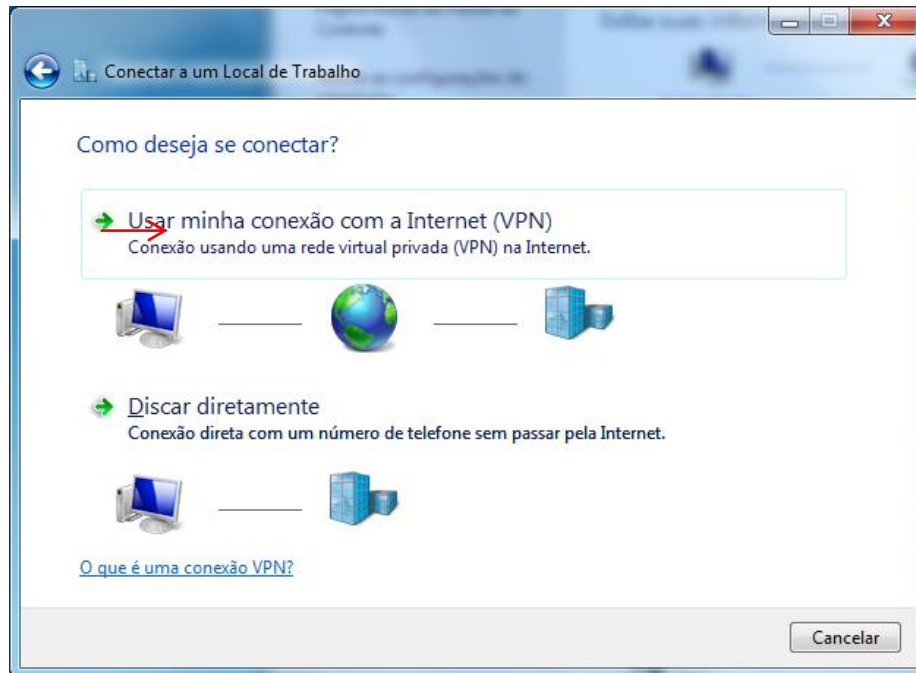 Conectar a um Local de Trabalho
Como deseja se conectar?
Usar minha conexão com a Internet (VPN)
Conexão usando uma rede virtual privada (VPN) na Internet.
Discar diretamente
Conexão direta com um número de telefone sem passar pela Internet.
O que é uma conexão VPN?
Cancelar